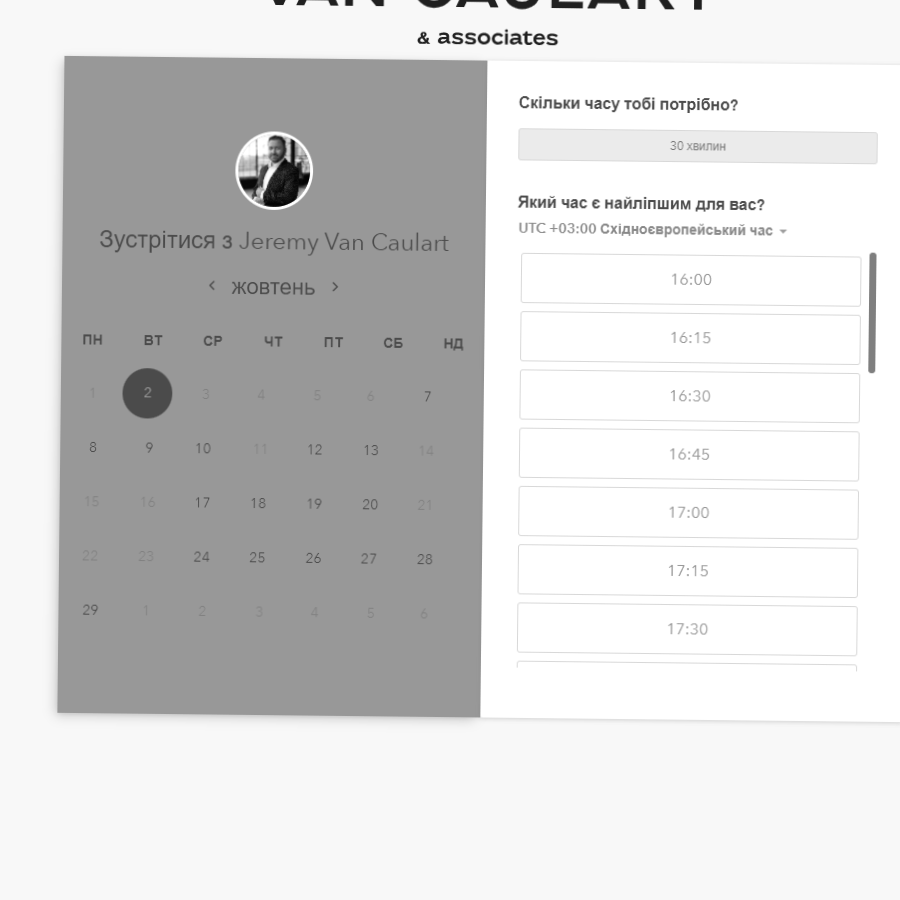 VAN CAULART
& associates
Зустрітися з Jeremy Van Caulart
жовтень
ПН ВТ СР ЧТ ПТ СБ НД
1 2 3 4 5 6 7
8 9 10 11 12 13 14
15 16 17 18 19 20 21
22 23 24 25 26 27 28
29 1 2 3 4 5 6
Скільки часу тобі потрібно?
30 хвилин
Який час є найліпшим для вас?
UTC +03:00 Східноєвропейський час
16:00
16:15
16:30
16:45
17:00
17:15
17:30